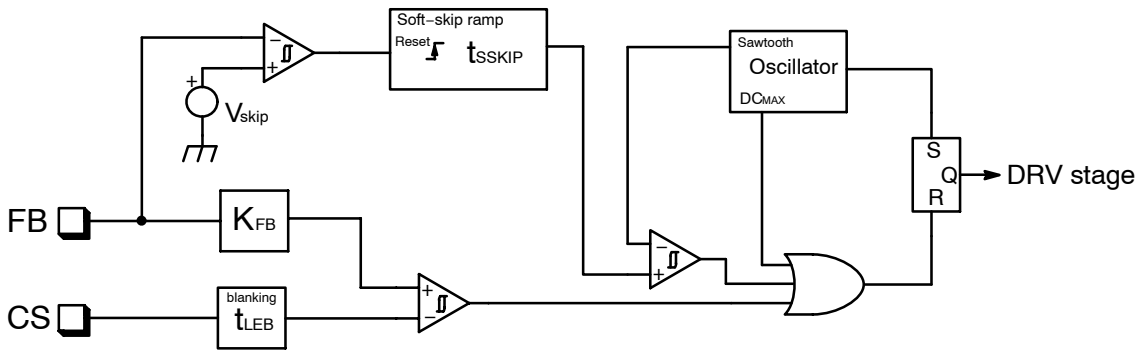 Soft-skip ramp
Reset
tSSKIP
Sawtooth
Oscillator
DCMAX
−
+
+
Vskip
S
Q
R
DRV stage
FB
KFB
−
+
+
−
CS
blanking
tLEB